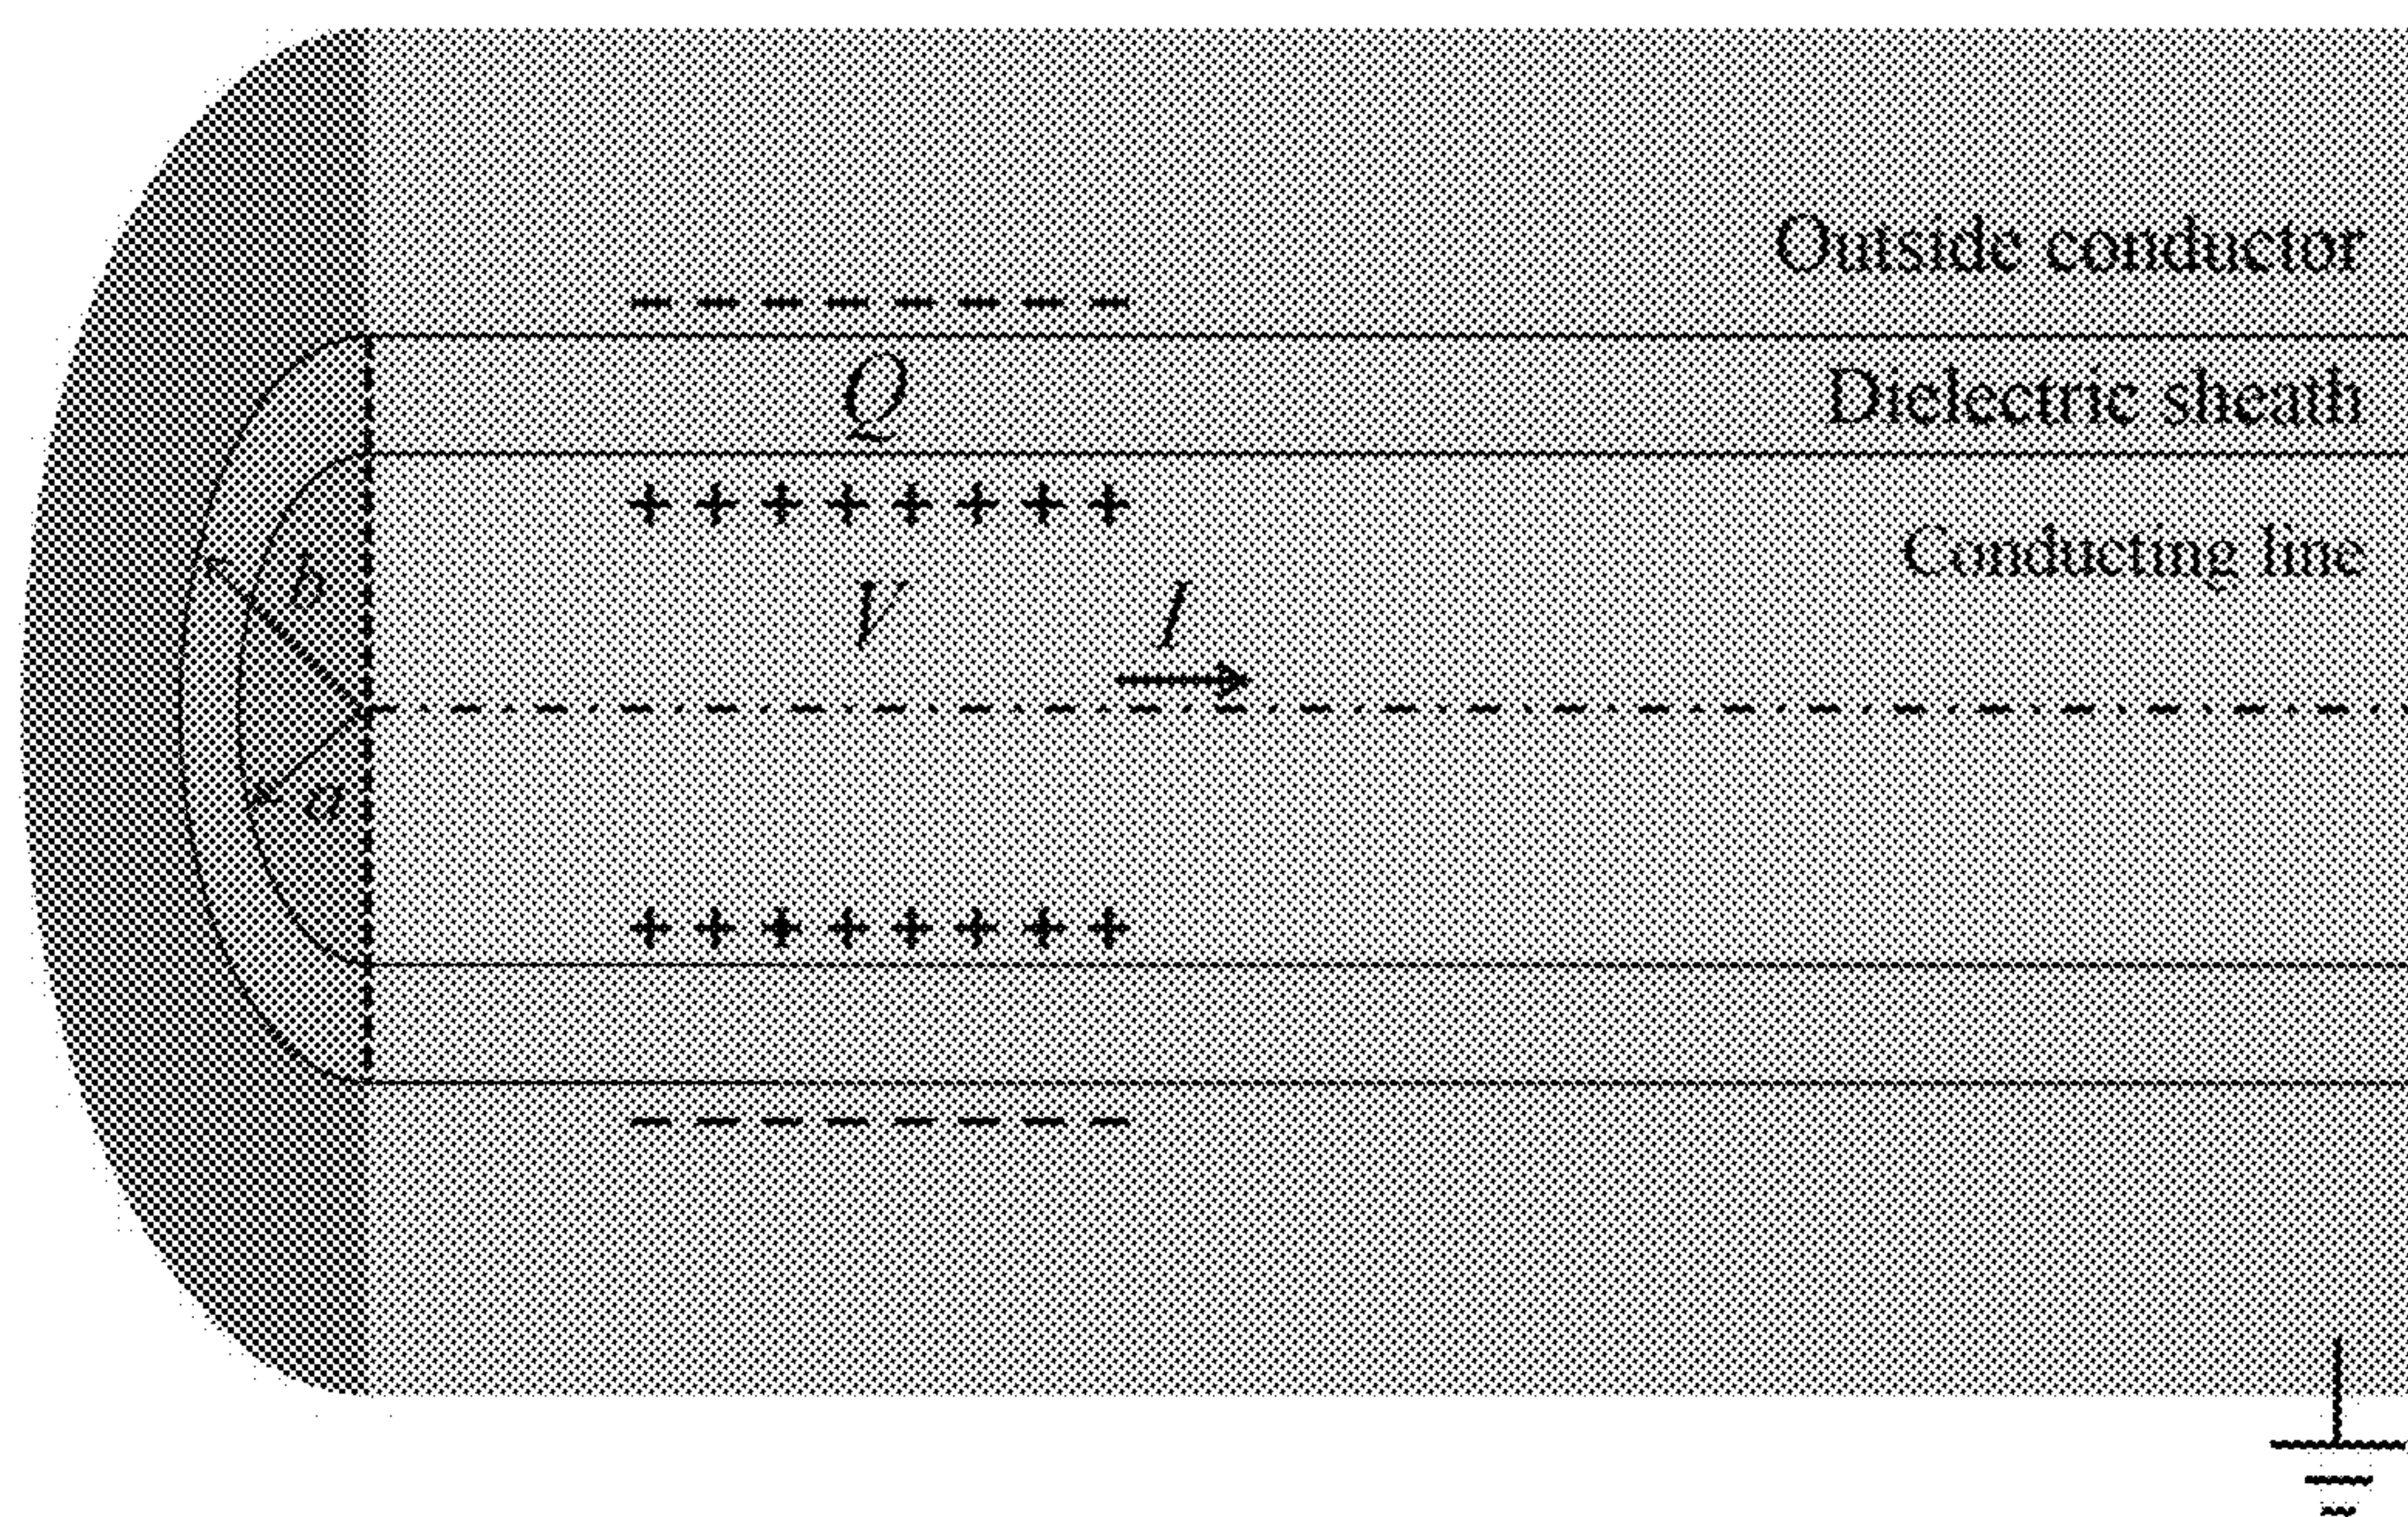 Outside conductor
Q
Dielectric sheath
Conducting line
b
V
I
a